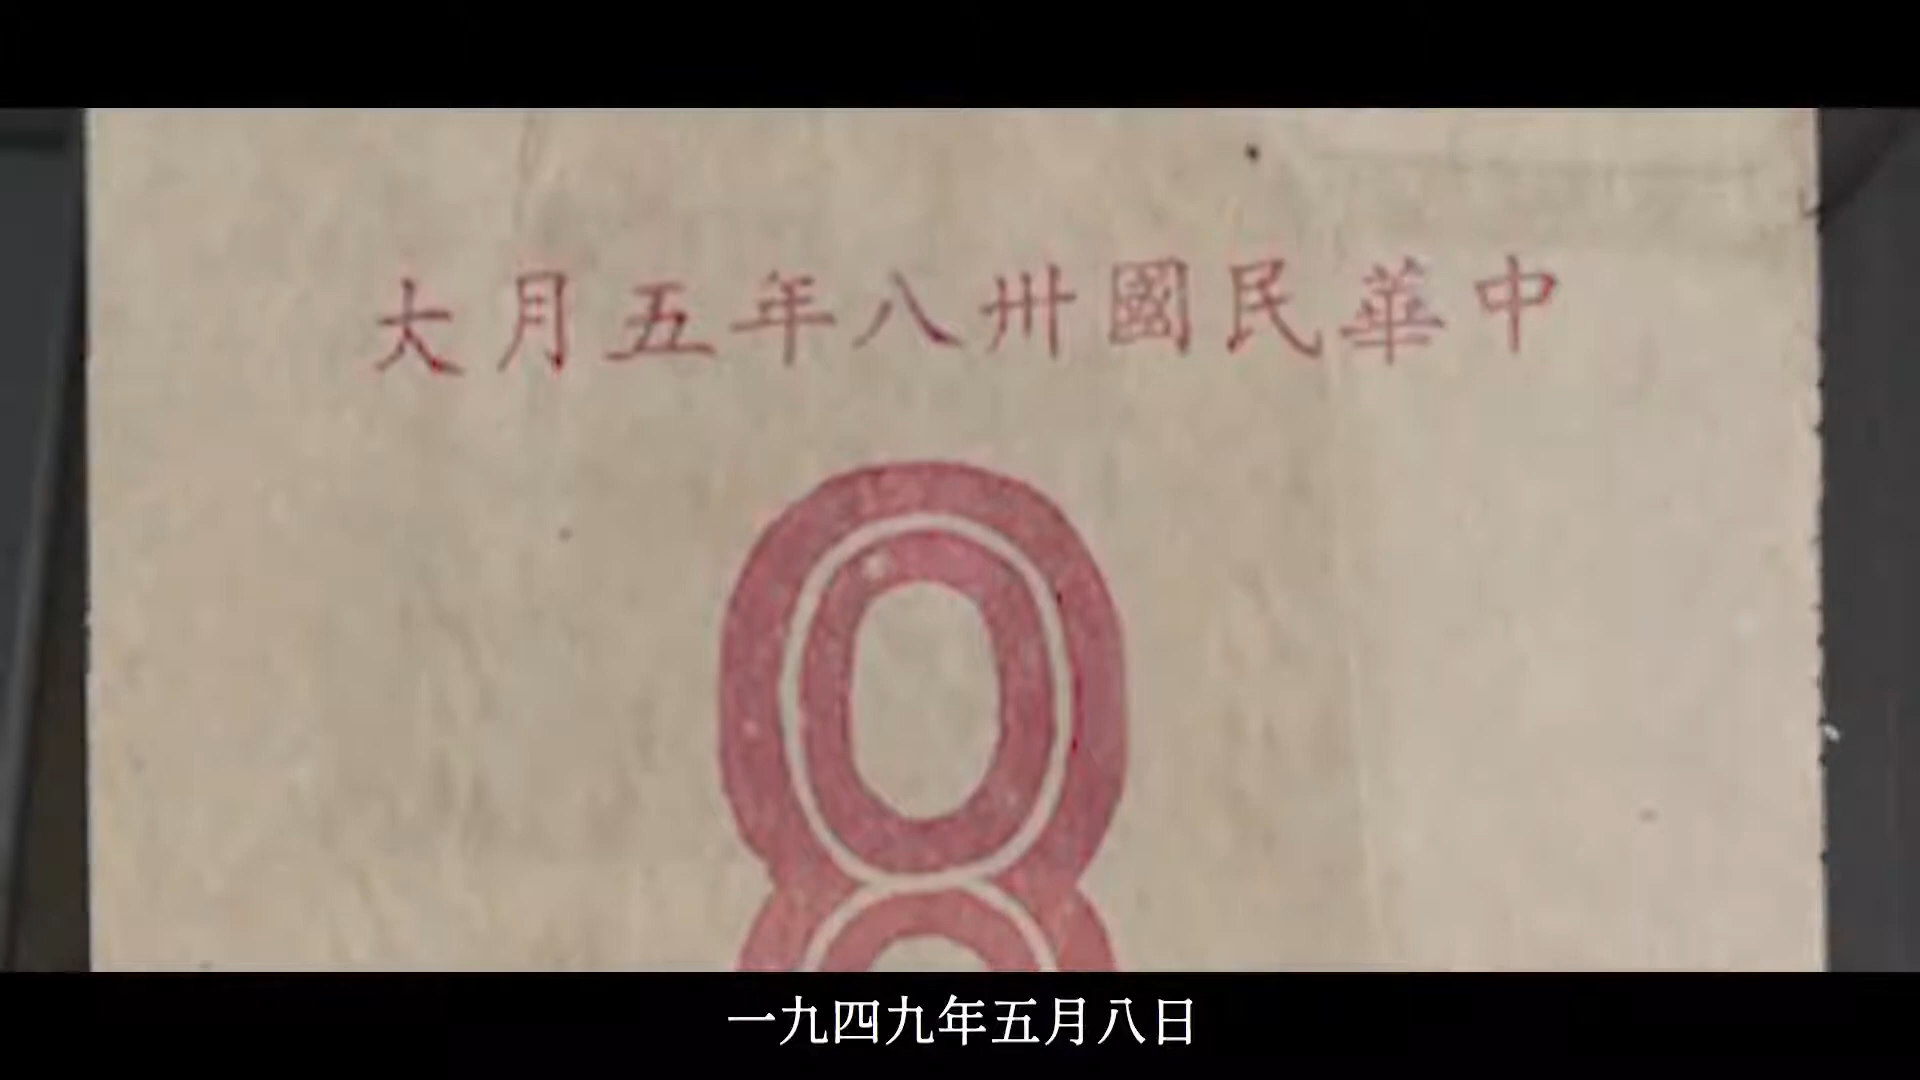 中華民國卅八年五月大
8
一九四九年五月八日